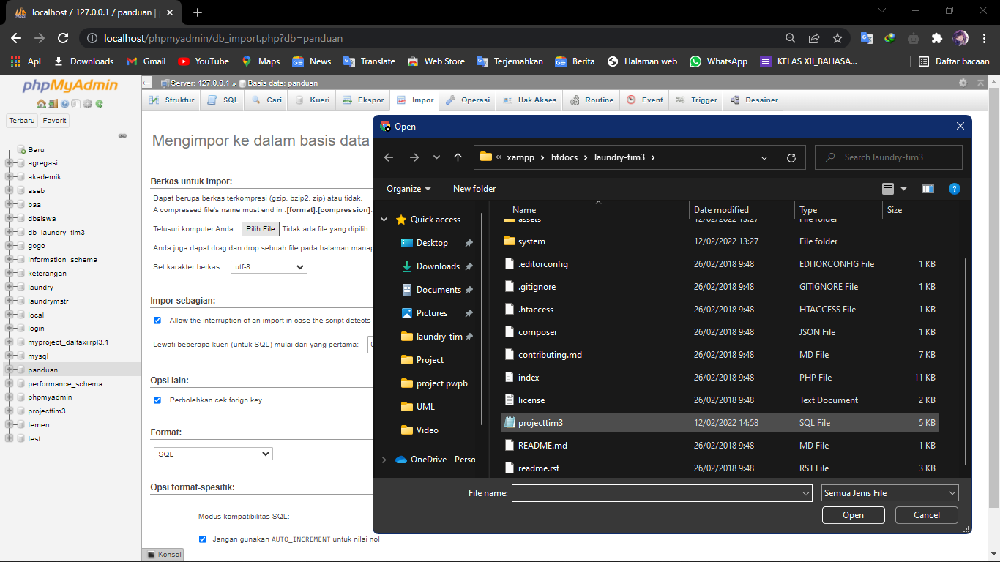 localhost / 127.0.0.1 / panduan |
localhost/phpmyadmin/db_import.php?db=panduan
Apl Downloads Gmail YouTube Maps News Translate Web Store Terjemahkan Berita Halaman web WhatsApp KELAS XII_BAHASA... Daftar bacaan
phpMyAdmin
Terbaru Favorit
Baru
agregasi
akademik
aseb
baa
dbsiswa
db_laundry_tim3
gogo
information_schema
keterangan
laundry
laundrymstr
local
login
myproject_dalfaxiirpl3.1
mysql
panduan
performance_schema
phpmyadmin
projecttim3
temen
test
Server: 127.0.0.1 » Basis data: panduan
Struktur SQL Cari Kueri Ekspor Impor Operasi Hak Akses Routine Event Trigger Desainer
Mengimpor ke dalam basis data
Berkas untuk impor:
Dapat berupa berkas terkompresi (gzip, bzip2, zip) atau tidak.
A compressed file's name must end in .[format].[compression].
Telusuri komputer Anda: Pilih File Tidak ada file yang dipilih
Anda juga dapat drag dan drop sebuah file pada halaman manap
Set karakter berkas: utf-8
Impor sebagian:
Allow the interruption of an import in case the script detects
Lewati beberapa kueri (untuk SQL) mulai dari yang pertama:
Opsi lain:
Perbolehkan cek forign key
Format:
SQL
Opsi format-spesifik:
Modus kompatibilitas SQL:
Jangan gunakan AUTO_INCREMENT untuk nilai nol
Konsol
Open
« xampp › htdocs › laundry-tim3 › Search laundry-tim3
Organize New folder
Quick access
Desktop
Downloads
Documents
Pictures
laundry-tim
Project
project pwpb
UML
Video
OneDrive - Perso
Name Date modified Type Size
assets 12/02/2022 13:27 File folder
system 12/02/2022 13:27 File folder
.editorconfig 26/02/2018 9:48 EDITORCONFIG File 1 KB
.gitignore 26/02/2018 9:48 GITIGNORE File 1 KB
.htaccess 26/02/2018 9:48 HTACCESS File 1 KB
composer 26/02/2018 9:48 JSON File 1 KB
contributing.md 26/02/2018 9:48 MD File 7 KB
index 26/02/2018 9:48 PHP File 11 KB
license 26/02/2018 9:48 Text Document 2 KB
projecttim3 12/02/2022 14:58 SQL File 5 KB
README.md 26/02/2018 9:48 MD File 1 KB
readme.rst 26/02/2018 9:48 RST File 3 KB
File name: Semua Jenis File
Open Cancel